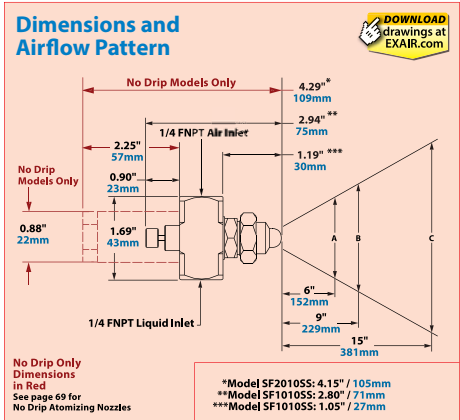 Dimensions and
Airflow Pattern
DOWNLOAD
drawings at
EXAIR.com
No Drip Models Only
4.29" *
109mm
2.94" **
75mm
1/4 FNPT Air Inlet
2.25"
57mm
1.19" ***
30mm
No Drip
Models Only
0.90"
23mm
0.88"
22mm
1.69"
43mm
A
B
C
6"
152mm
9"
229mm
1/4 FNPT Liquid Inlet
15"
381mm
No Drip Only
Dimensions
in Red
See page 69 for
No Drip Atomizing Nozzles
*Model SF2010SS: 4.15" / 105mm
**Model SF1010SS: 2.80" / 71mm
***Model SF1010SS: 1.05" / 27mm